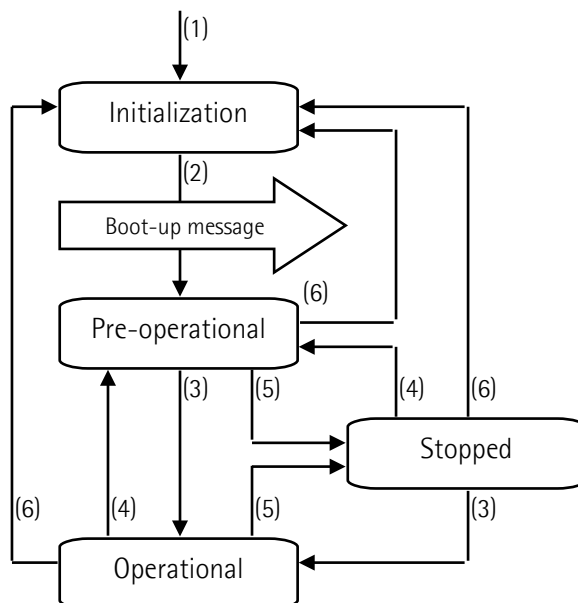 (1)
Initialization
(2)
Boot-up message
(6)
Pre-operational
(3)
(5)
(4)
(6)
Stopped
(6)
(4)
(5)
(3)
Operational